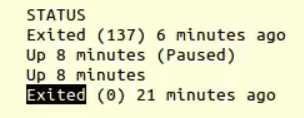 STATUS
Exited (137) 6 minutes ago
Up 8 minutes (Paused)
Up 8 minutes
Exited (0) 21 minutes ago